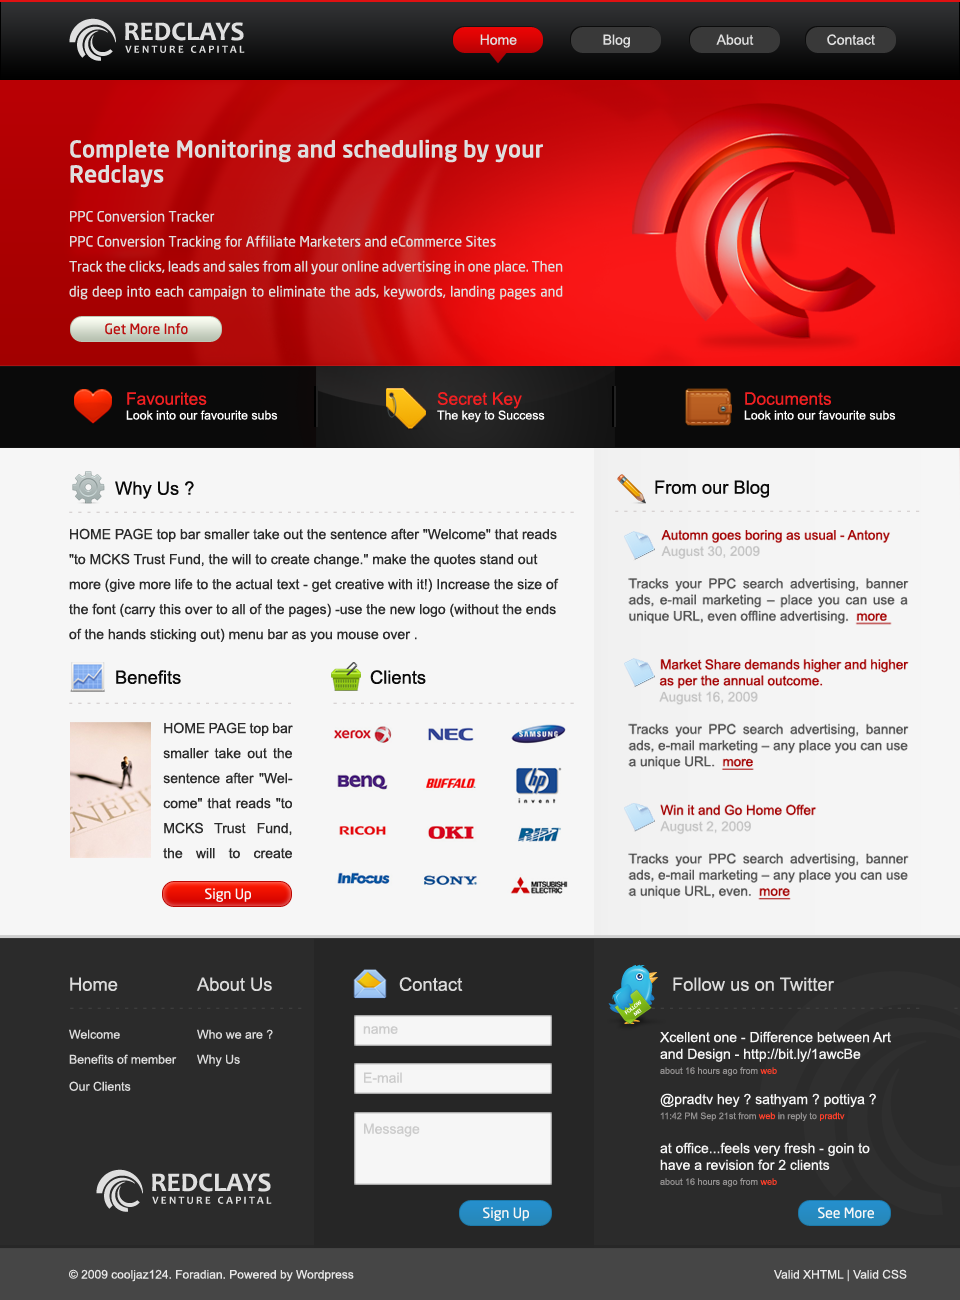 REDCLAYS
VENTURE CAPITAL
Home
Blog
About
Contact
Complete Monitoring and scheduling by your
Redclays
PPC Conversion Tracker
PPC Conversion Tracking for Affiliate Marketers and eCommerce Sites
Track the clicks, leads and sales from all your online advertising in one place. Then
dig deep into each campaign to eliminate the ads, keywords, landing pages and
Get More Info
Favourites
Look into our favourite subs
Secret Key
The key to Success
Documents
Look into our favourite subs
Why Us ?
HOME PAGE top bar smaller take out the sentence after "Welcome" that reads
"to MCKS Trust Fund, the will to create change." make the quotes stand out
more (give more life to the actual text - get creative with it!) Increase the size of
the font (carry this over to all of the pages) -use the new logo (without the ends
of the hands sticking out) menu bar as you mouse over .
Benefits
HOME PAGE top bar
smaller take out the
sentence after "Wel-
come" that reads "to
MCKS Trust Fund,
the will to create
Sign Up
Clients
xerox
NEC
SAMSUNG
BenQ
BUFFALO
hp
invent
RICOH
OKI
RIM
InFocus
SONY
MITSUBISHI
ELECTRIC
From our Blog
Automn goes boring as usual - Antony
August 30, 2009
Tracks your PPC search advertising, banner
ads, e-mail marketing – place you can use a
unique URL, even offline advertising. more
Market Share demands higher and higher
as per the annual outcome.
August 16, 2009
Tracks your PPC search advertising, banner
ads, e-mail marketing – any place you can use
a unique URL. more
Win it and Go Home Offer
August 2, 2009
Tracks your PPC search advertising, banner
ads, e-mail marketing – any place you can use
a unique URL, even. more
Home
Welcome
Benefits of member
Our Clients
About Us
Who we are ?
Why Us
REDCLAYS
VENTURE CAPITAL
Contact
name
E-mail
Message
Sign Up
FOLLOW
ME!
Follow us on Twitter
Xcellent one - Difference between Art
and Design - http://bit.ly/1awcBe
about 16 hours ago from web
@pradtv hey ? sathyam ? pottiya ?
11:42 PM Sep 21st from web in reply to pradtv
at office...feels very fresh - goin to
have a revision for 2 clients
about 16 hours ago from web
See More
© 2009 cooljaz124. Foradian. Powered by Wordpress
Valid XHTML | Valid CSS